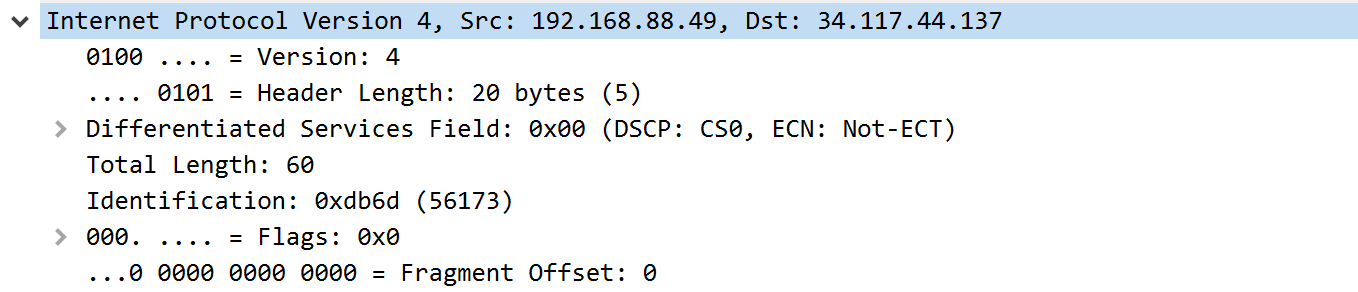 Internet Protocol Version 4, Src: 192.168.88.49, Dst: 34.117.44.137
0100 .... = Version: 4
.... 0101 = Header Length: 20 bytes (5)
Differentiated Services Field: 0x00 (DSCP: CS0, ECN: Not-ECT)
Total Length: 60
Identification: 0xdb6d (56173)
000. .... = Flags: 0x0
...0 0000 0000 0000 = Fragment Offset: 0